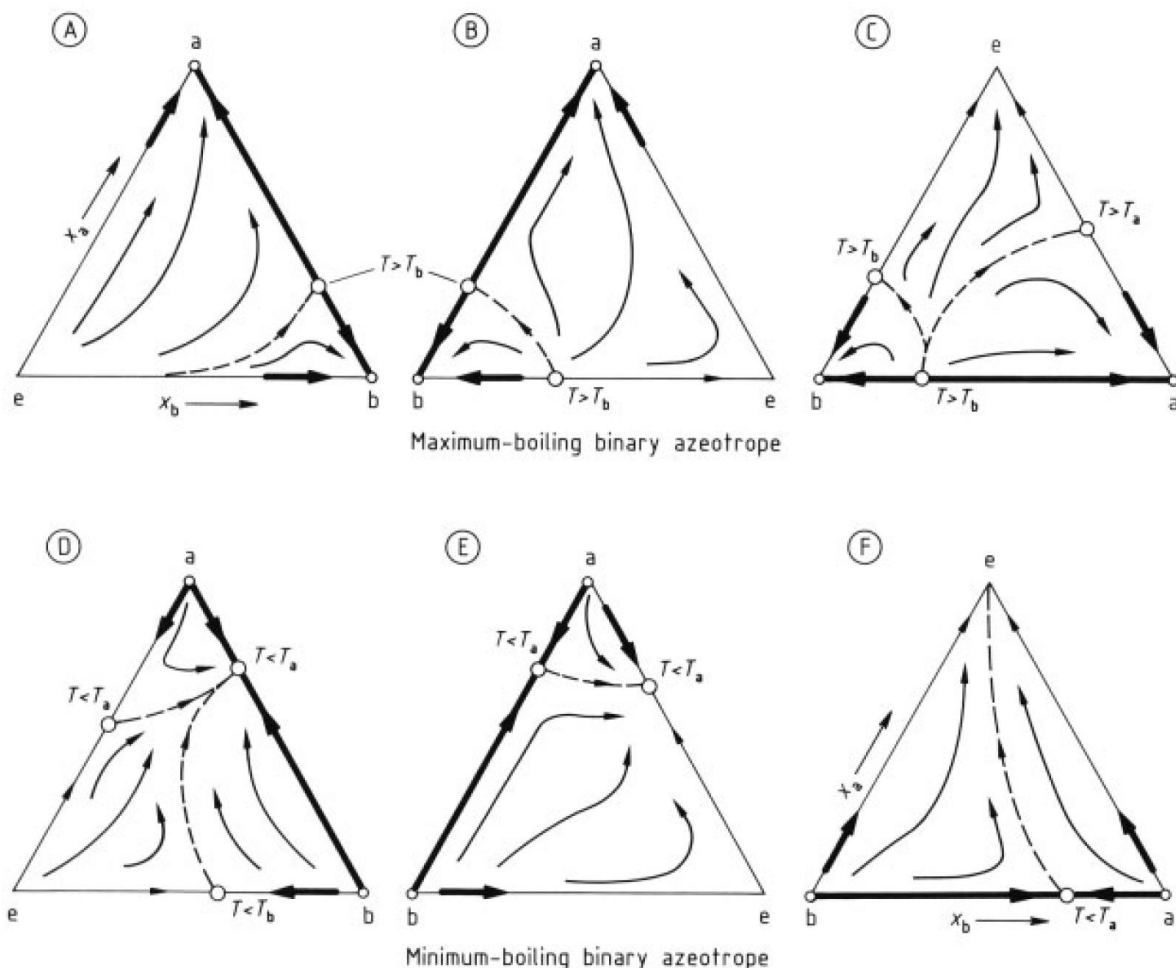 A
B
C
a
a
e
x_a
T>T_b
T>T_b
T>T_a
e
x_b
b
b
T>T_b
e
b
T>T_b
a
Maximum-boiling binary azeotrope
D
E
F
a
a
e
T<T_a
T<T_a
T<T_a
T<T_a
x_a
e
T<T_b
b
b
e
b
x_b
T<T_a
a
Minimum-boiling binary azeotrope